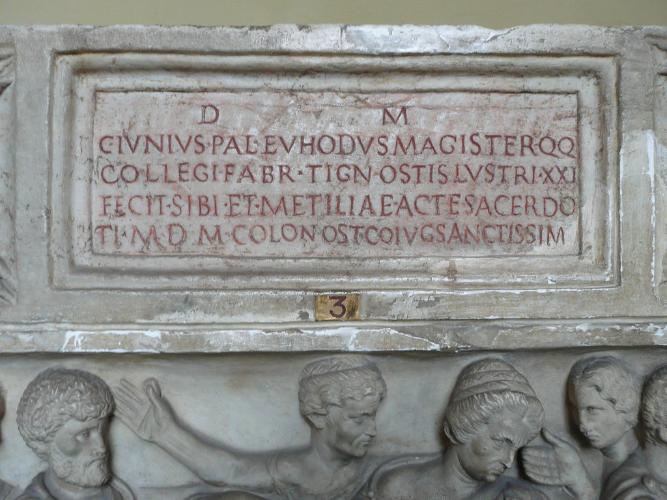 D M
C IVNIVS·PAL·EVHODVS MAGISTER QQ
COLLEGI·FABR·TIGN·OSTIS LVSTRI·XXI
FECIT·SIBI·ET·METILIAE·ACTE·SACERDO
TI·M·D M·COLON OST COIVG SANCTISSIM
3